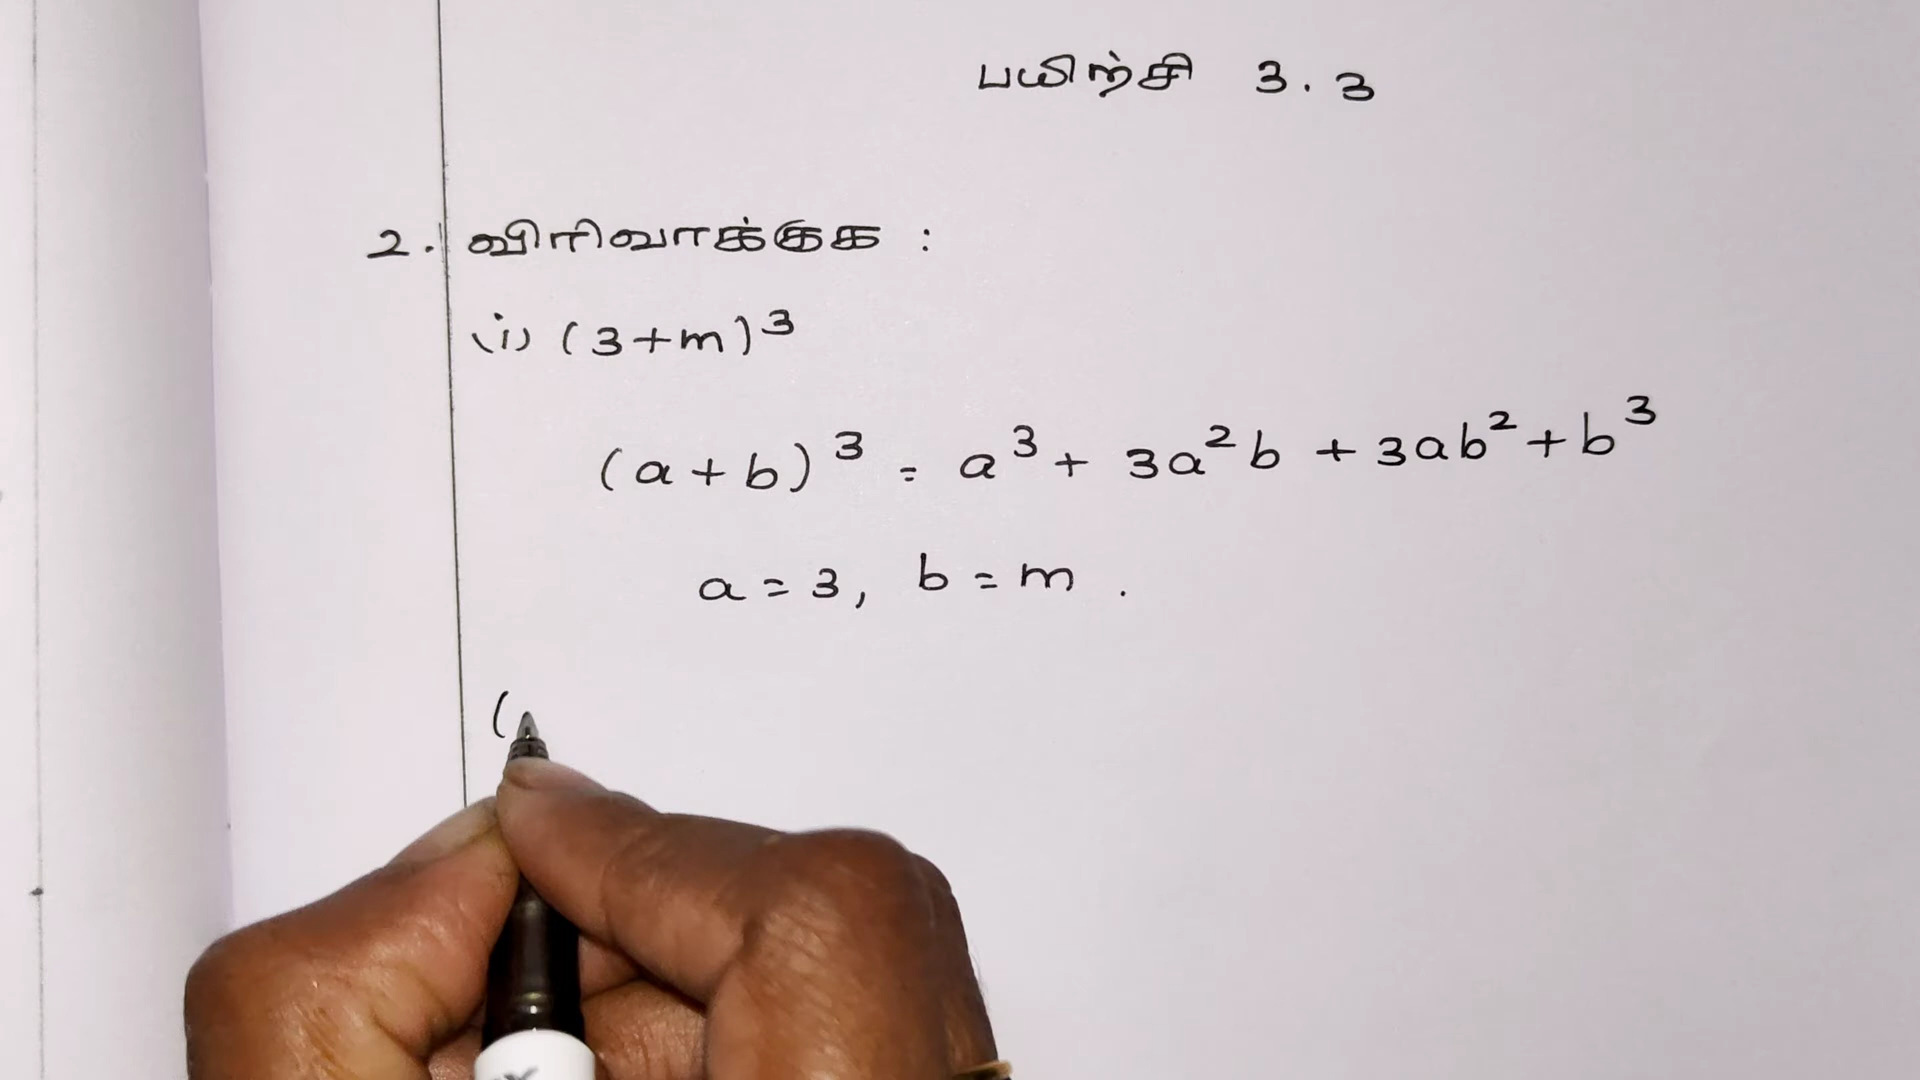 பயிற்சி 3.3
2. விரிவாக்குக :
(i) (3+m)³
(a+b)³ = a³ + 3a²b + 3ab² + b³
a = 3, b = m .
(